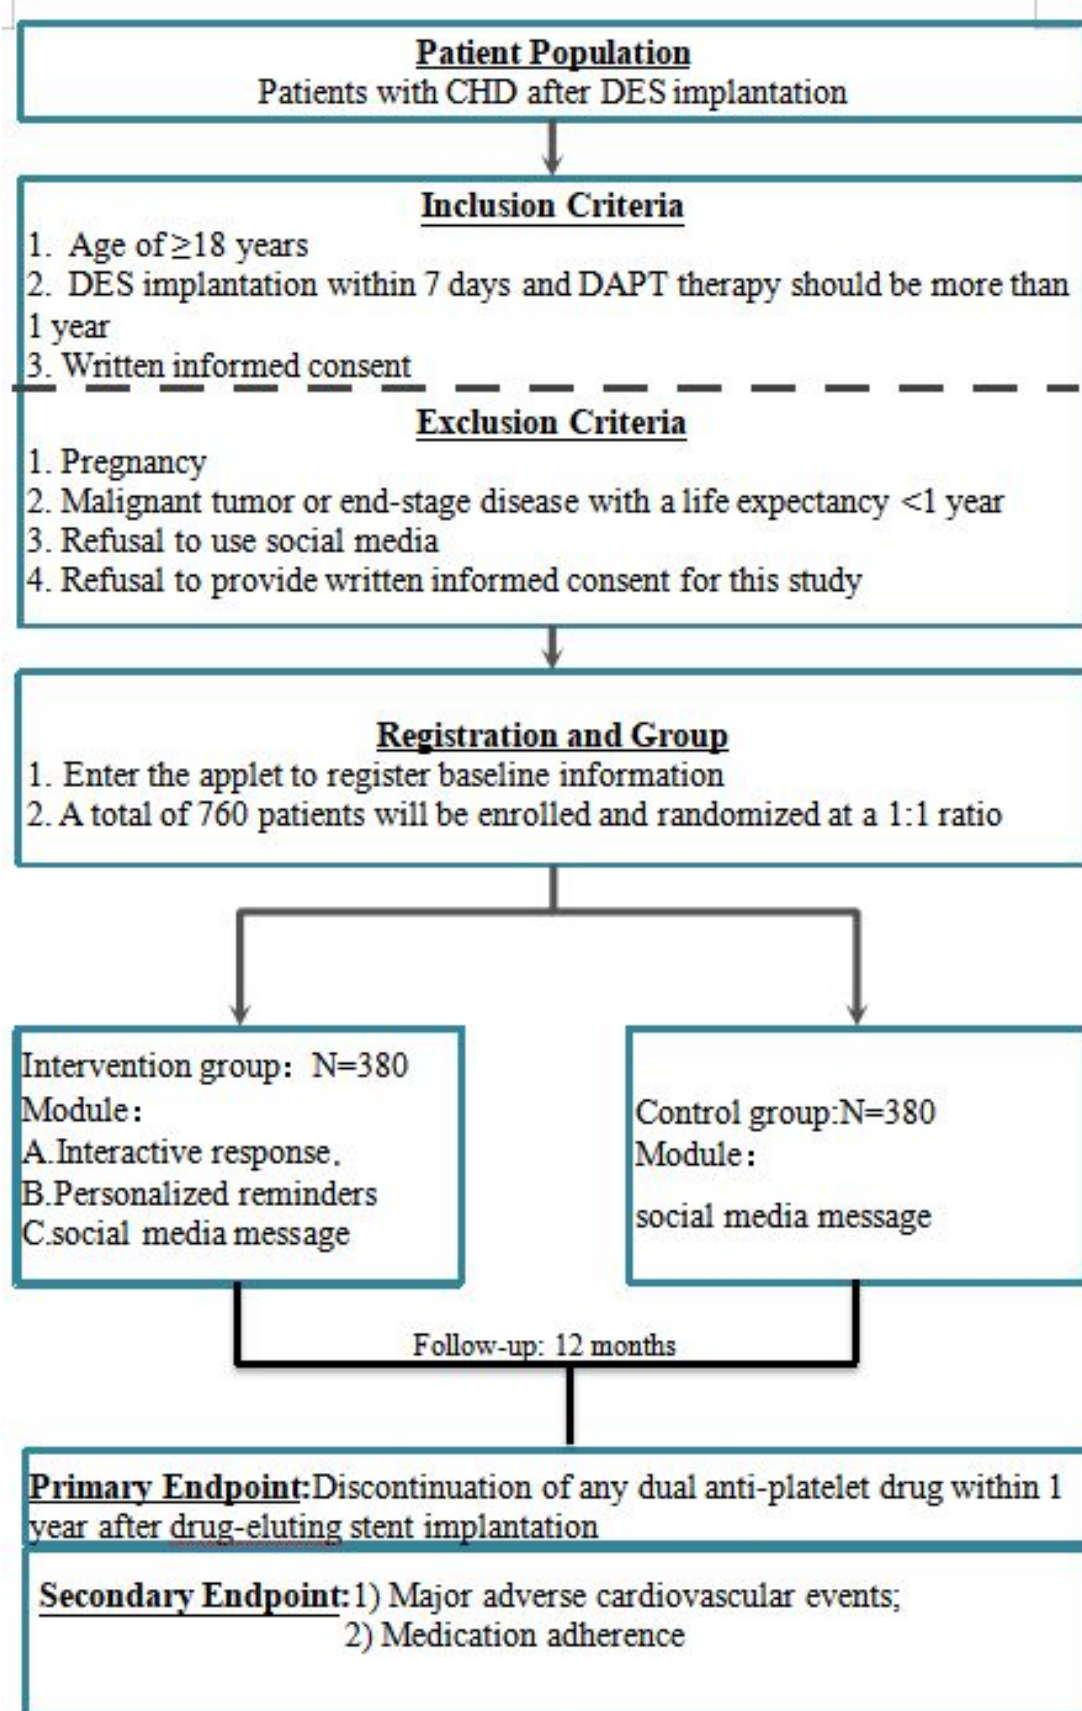 Patient Population
Patients with CHD after DES implantation
Inclusion Criteria
1. Age of ≥18 years
2. DES implantation within 7 days and DAPT therapy should be more than
1 year
3. Written informed consent
Exclusion Criteria
1. Pregnancy
2. Malignant tumor or end-stage disease with a life expectancy <1 year
3. Refusal to use social media
4. Refusal to provide written informed consent for this study
Registration and Group
1. Enter the applet to register baseline information
2. A total of 760 patients will be enrolled and randomized at a 1:1 ratio
Intervention group：N=380
Module：
A.Interactive response.
B.Personalized reminders
C.social media message
Control group:N=380
Module：
social media message
Follow-up: 12 months
Primary Endpoint:Discontinuation of any dual anti-platelet drug within 1
year after drug-eluting stent implantation
Secondary Endpoint:1) Major adverse cardiovascular events;
2) Medication adherence